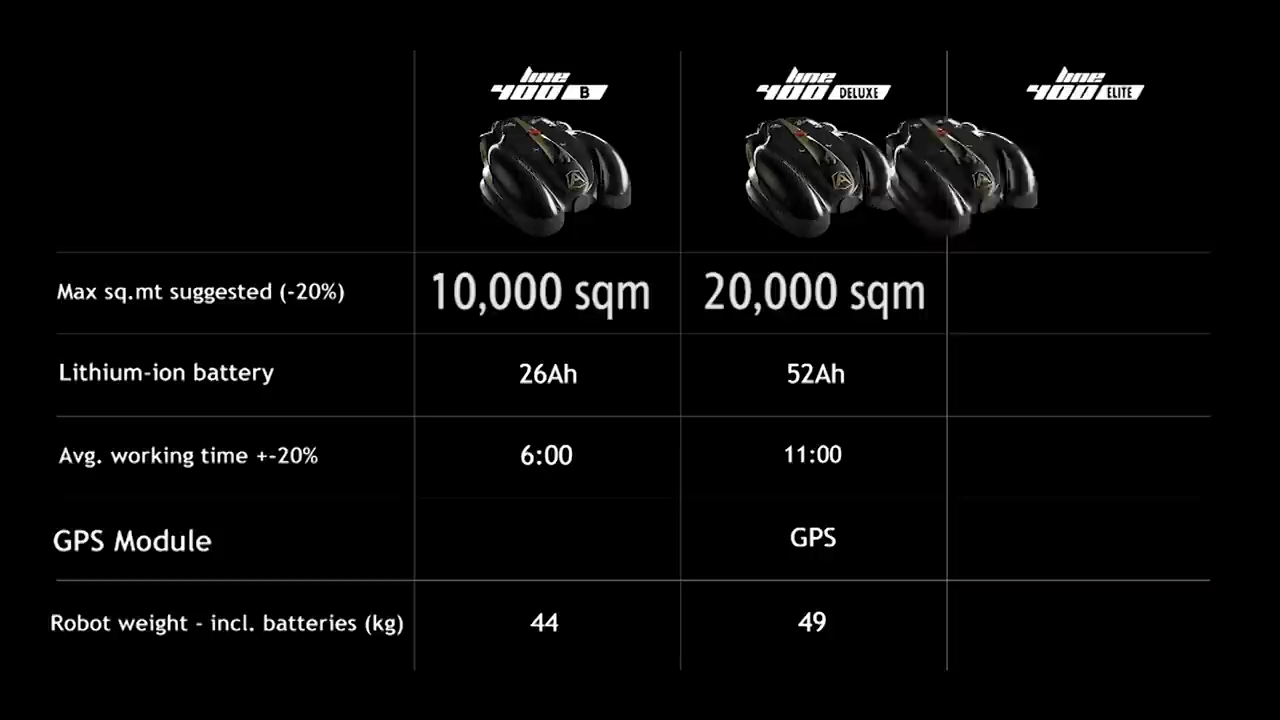 line line line
400 B 400 DELUXE 400 ELITE
Max sq.mt suggested (-20%) 10,000 sqm 20,000 sqm
Lithium-ion battery 26Ah 52Ah
Avg. working time +-20% 6:00 11:00
GPS Module GPS
Robot weight - incl. batteries (kg) 44 49